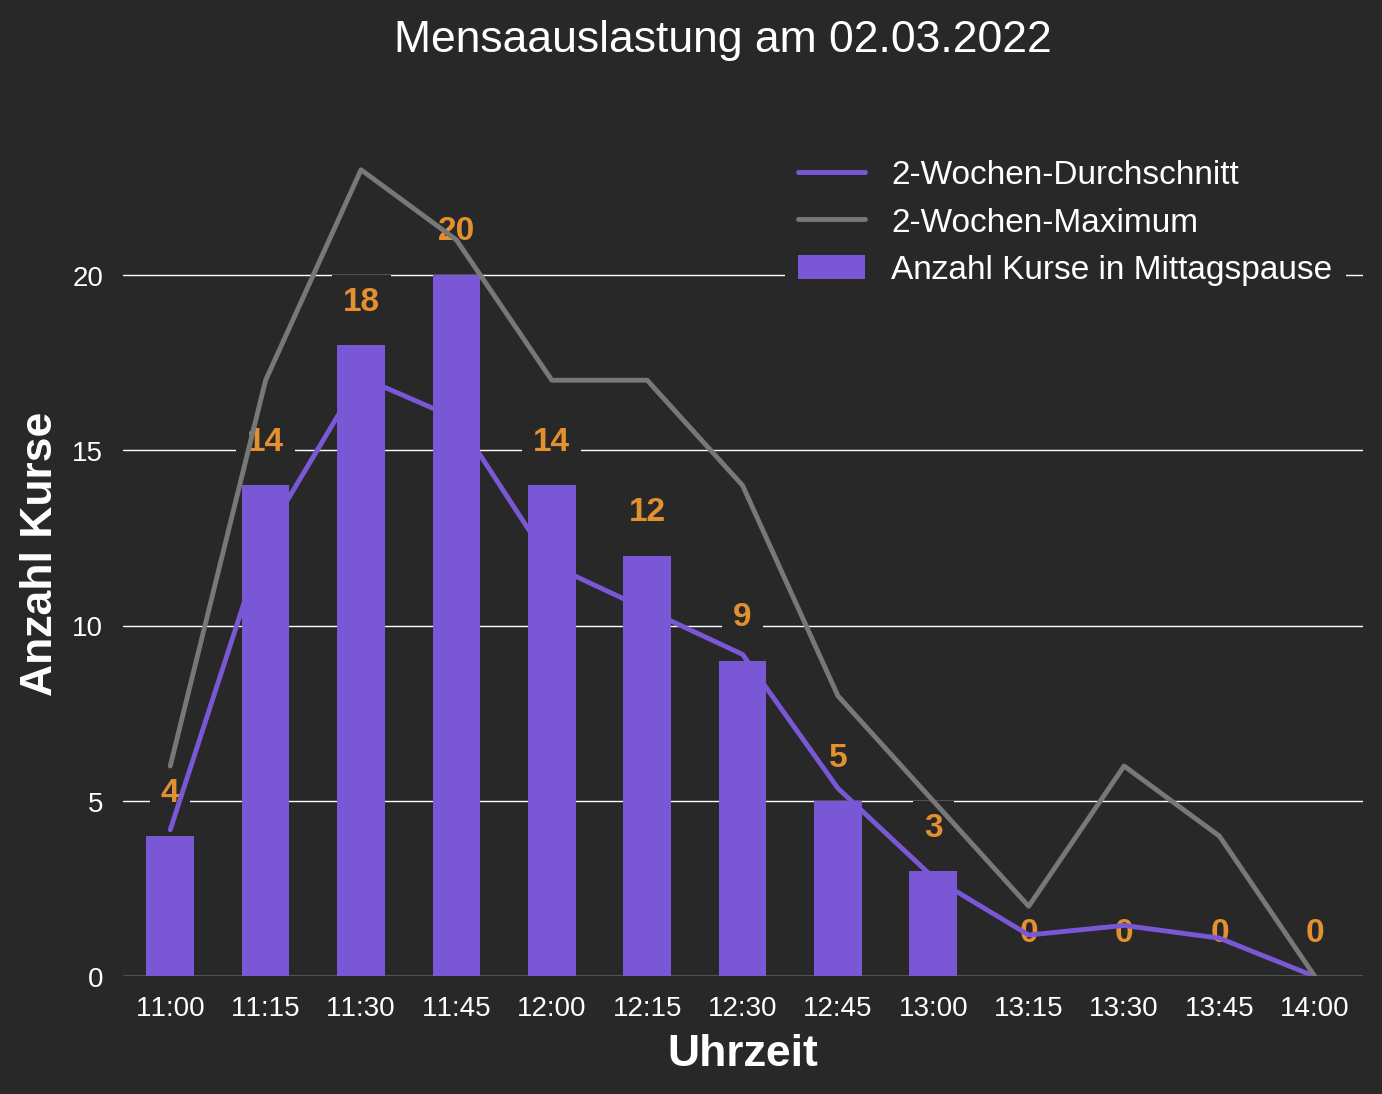 Mensaauslastung am 02.03.2022
2-Wochen-Durchschnitt
2-Wochen-Maximum
Anzahl Kurse in Mittagspause
Anzahl Kurse
20
15
10
5
0
4
14
18
20
14
12
9
5
3
0
0
0
0
11:00 11:15 11:30 11:45 12:00 12:15 12:30 12:45 13:00 13:15 13:30 13:45 14:00
Uhrzeit